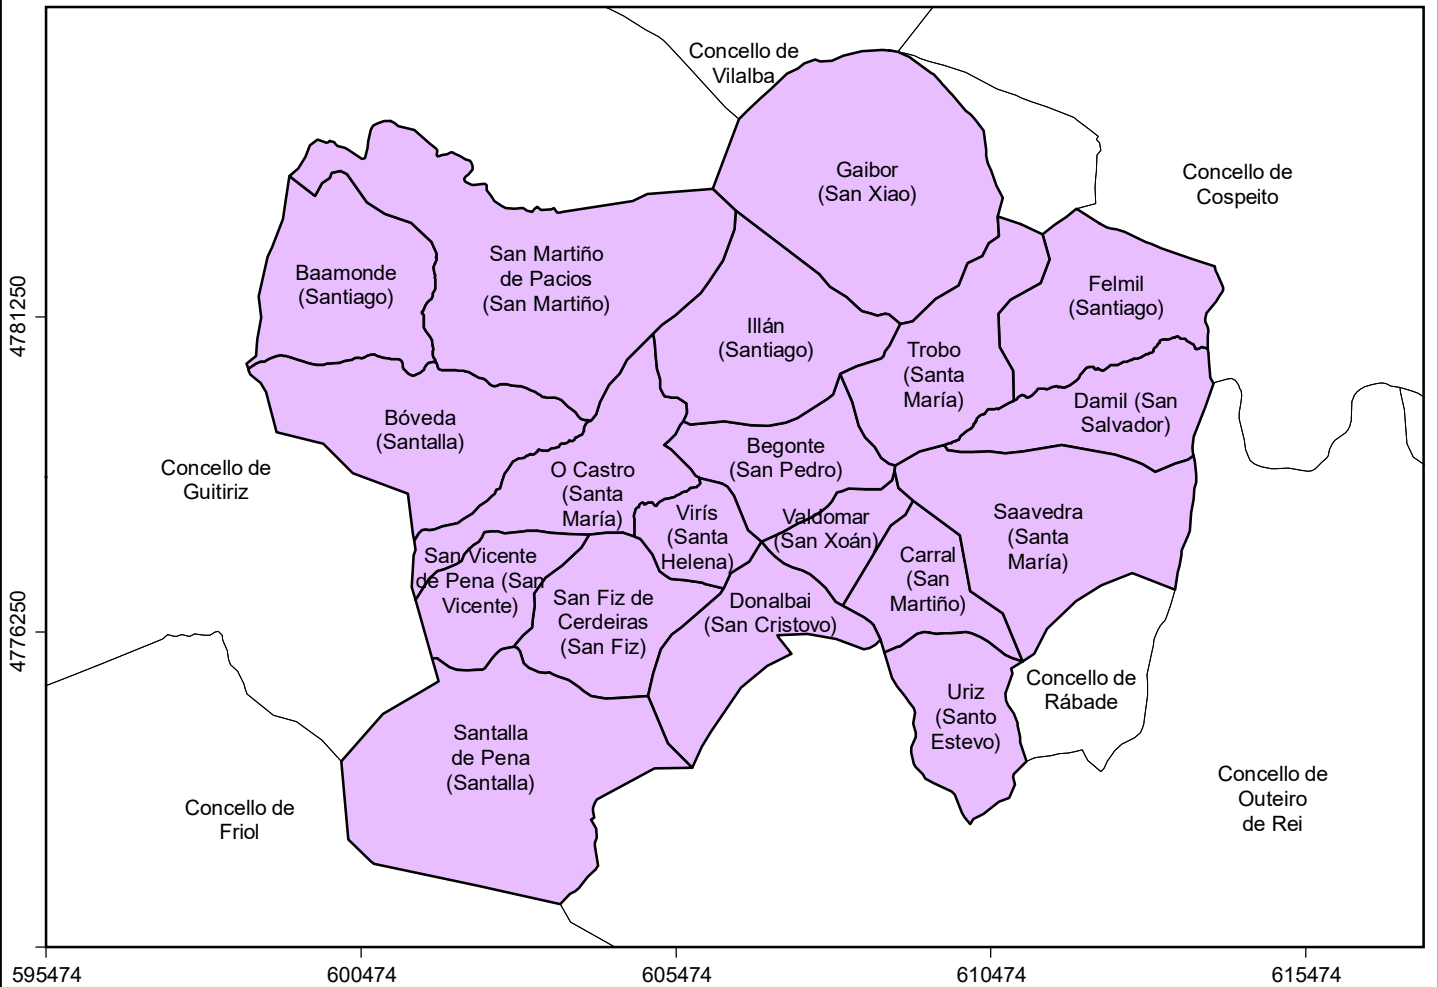 Concello de
Vilalba
Gaibor
(San Xiao)
Concello de
Cospeito
San Martiño
de Pacios
(San Martiño)
Baamonde
(Santiago)
Felmil
(Santiago)
4781250
Illán
(Santiago)
Trobo
(Santa
María)
Damil (San
Salvador)
Bóveda
(Santalla)
Begonte
(San Pedro)
Concello de
Guitiriz
O Castro
(Santa
María)
Virís
(Santa
Helena)
Valdomar
(San Xoán)
Saavedra
(Santa
María)
Carral
(San
Martiño)
San Vicente
de Pena (San
Vicente)
San Fiz de
Cerdeiras
(San Fiz)
Donalbai
(San Cristovo)
4776250
Concello de
Rábade
Uriz
(Santo
Estevo)
Santalla
de Pena
(Santalla)
Concello de
Friol
Concello de
Outeiro
de Rei
595474
600474
605474
610474
615474